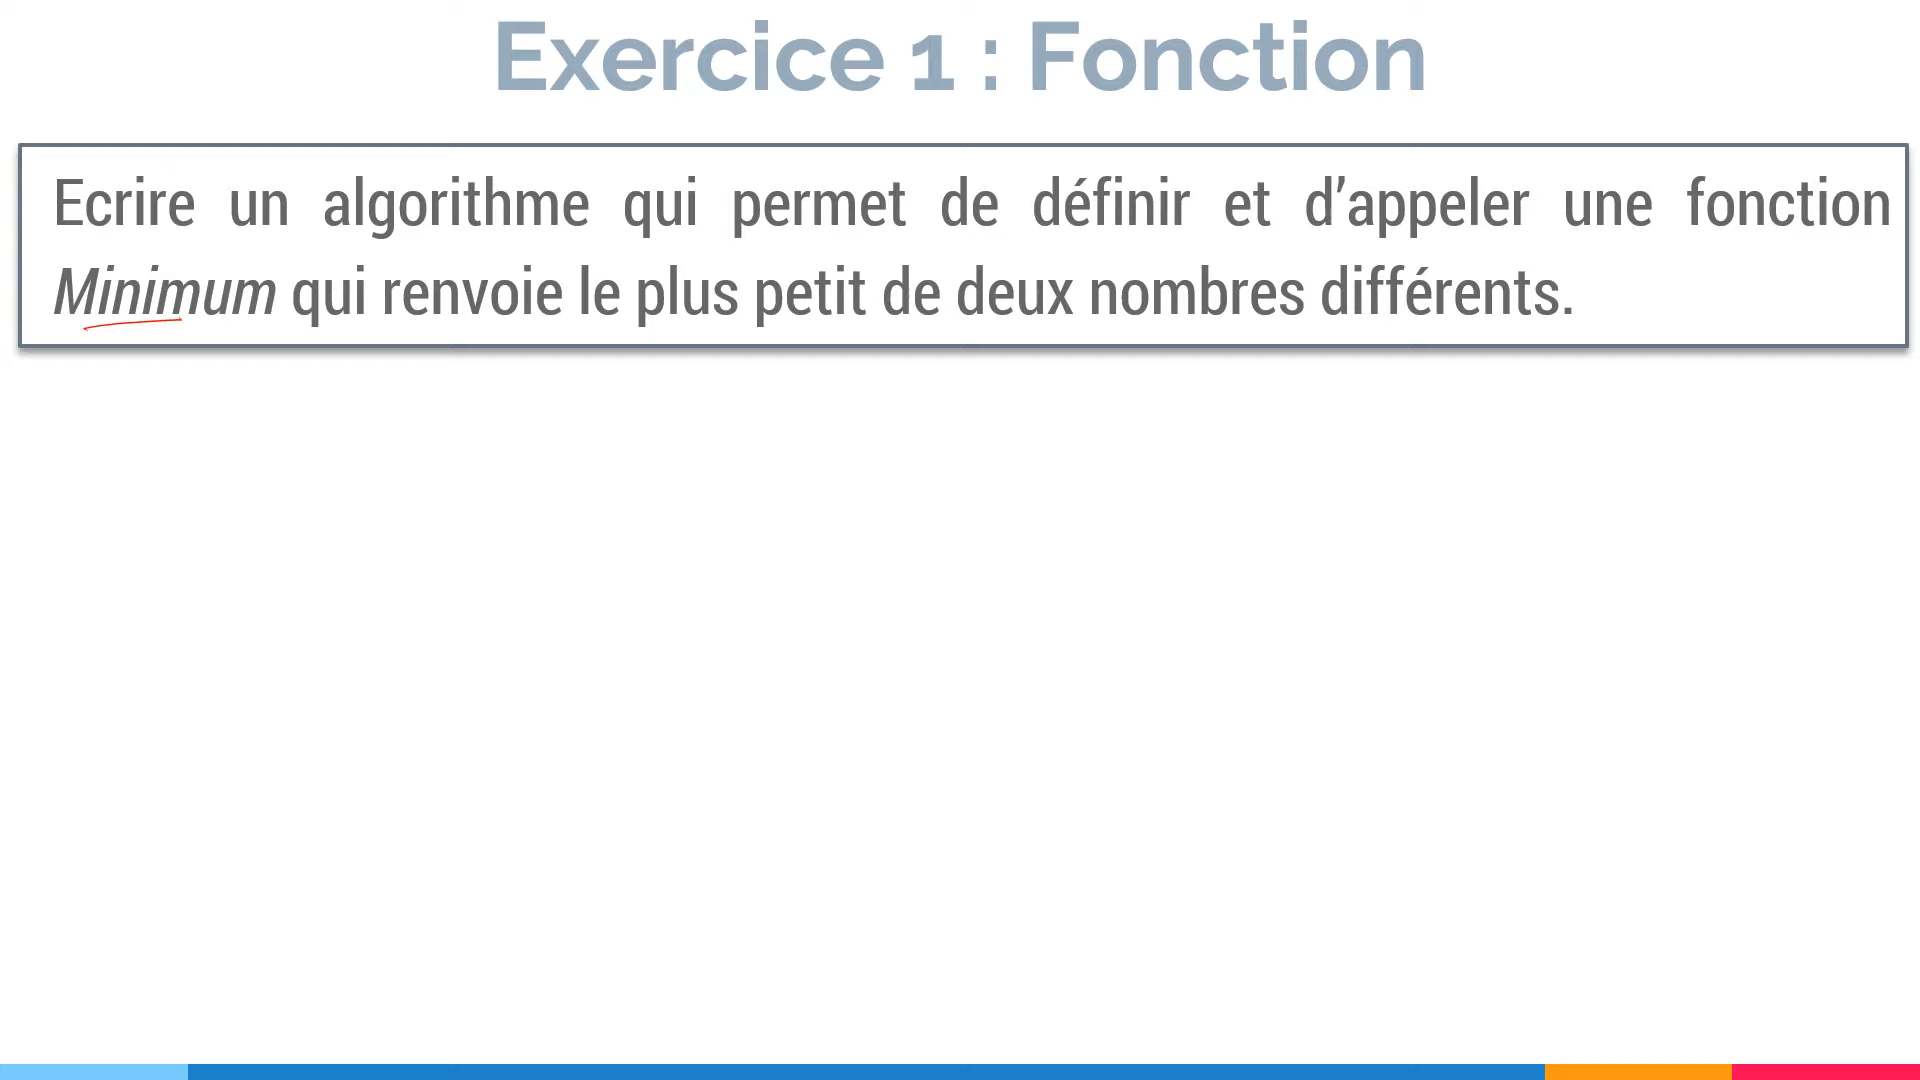 Exercice 1 : Fonction
Ecrire un algorithme qui permet de définir et d’appeler une fonction
Minimum qui renvoie le plus petit de deux nombres différents.